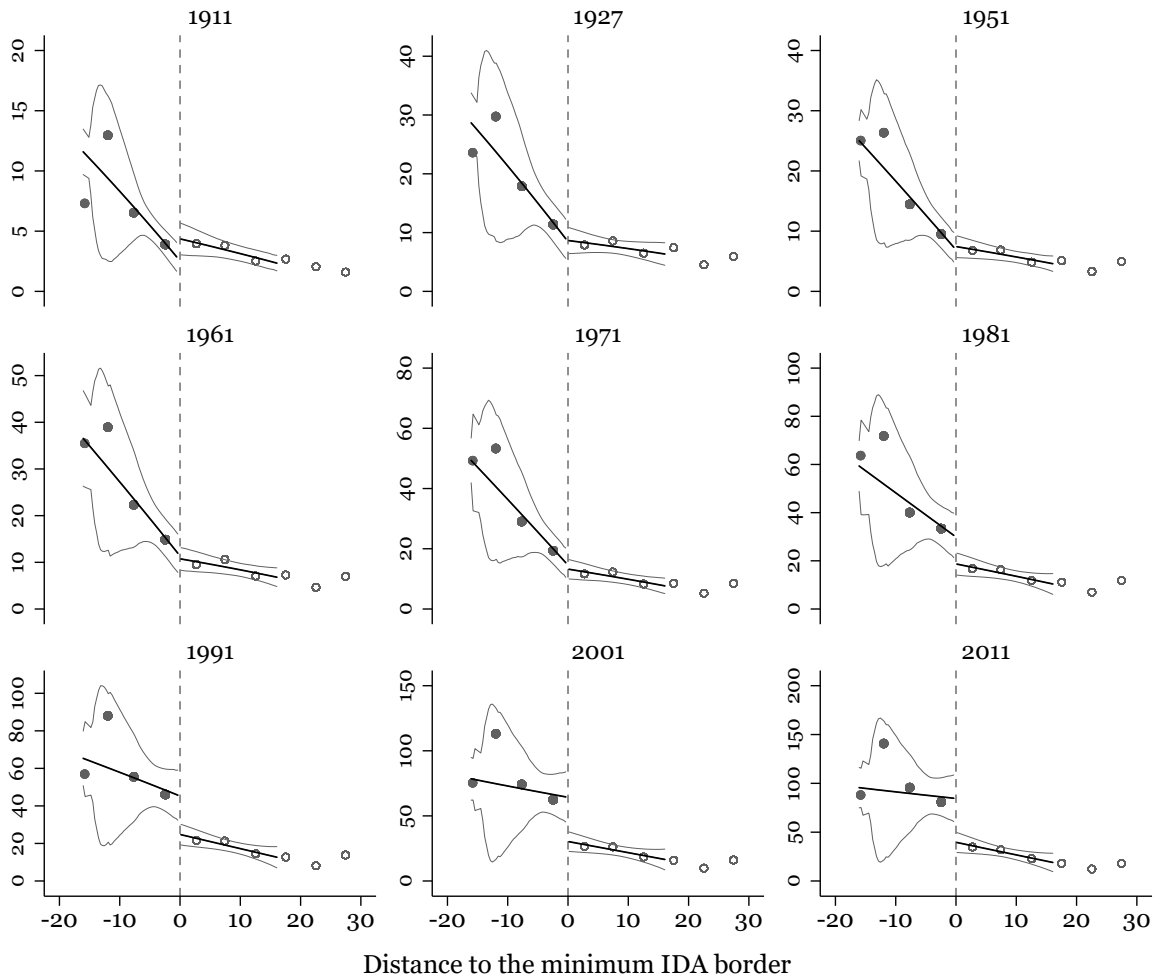 1911 1927 1951
20 15 10 5 0
40 30 20 10 0
50 40 30 20 10 0
1961 1971 1981
50 40 30 20 10 0
80 60 40 20 0
100 80 60 40 20 0
1991 2001 2011
100 80 60 40 20 0
150 100 50 0
200 150 100 50 0
-20 -10 0 10 20 30 -20 -10 0 10 20 30 -20 -10 0 10 20 30
Distance to the minimum IDA border